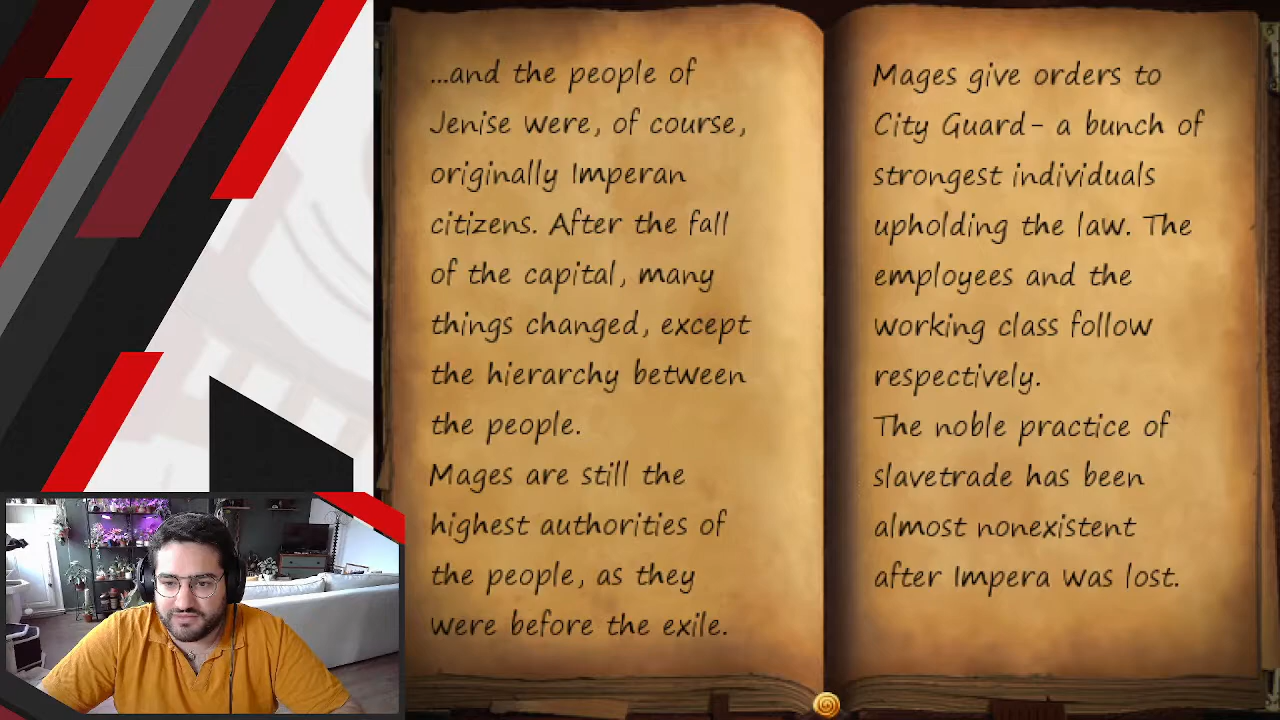 ...and the people of
Jenise were, of course,
originally Imperan
citizens. After the fall
of the capital, many
things changed, except
the hierarchy between
the people.
Mages are still the
highest authorities of
the people, as they
were before the exile.
Mages give orders to
City Guard- a bunch of
strongest individuals
upholding the law. The
employees and the
working class follow
respectively.
The noble practice of
slavetrade has been
almost nonexistent
after Impera was lost.